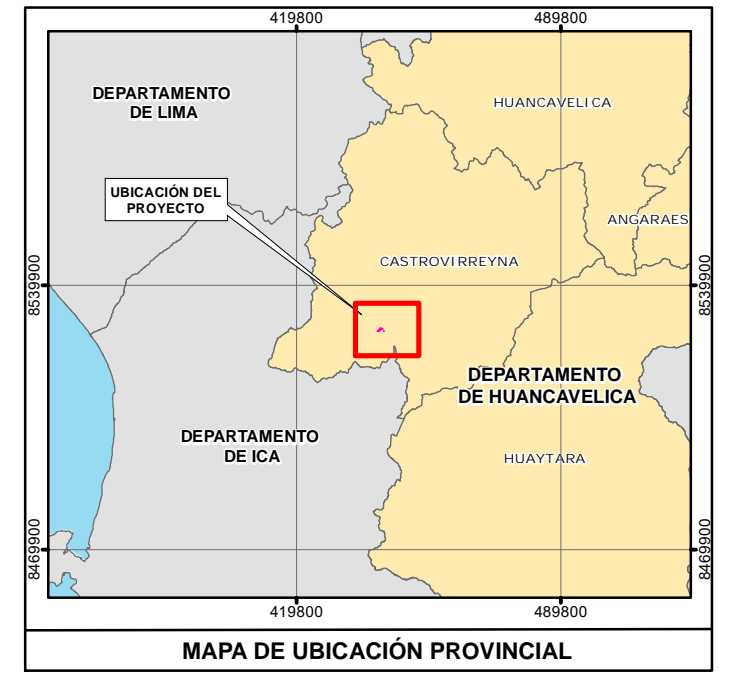 419800
489800
DEPARTAMENTO
DE LIMA
HUANCAVELICA
UBICACIÓN DEL
PROYECTO
ANGARAES
CASTROVIRREYNA
8539900
8539900
DEPARTAMENTO
DE HUANCAVELICA
DEPARTAMENTO
DE ICA
HUAYTARA
8469900
8469900
419800
489800
MAPA DE UBICACIÓN PROVINCIAL